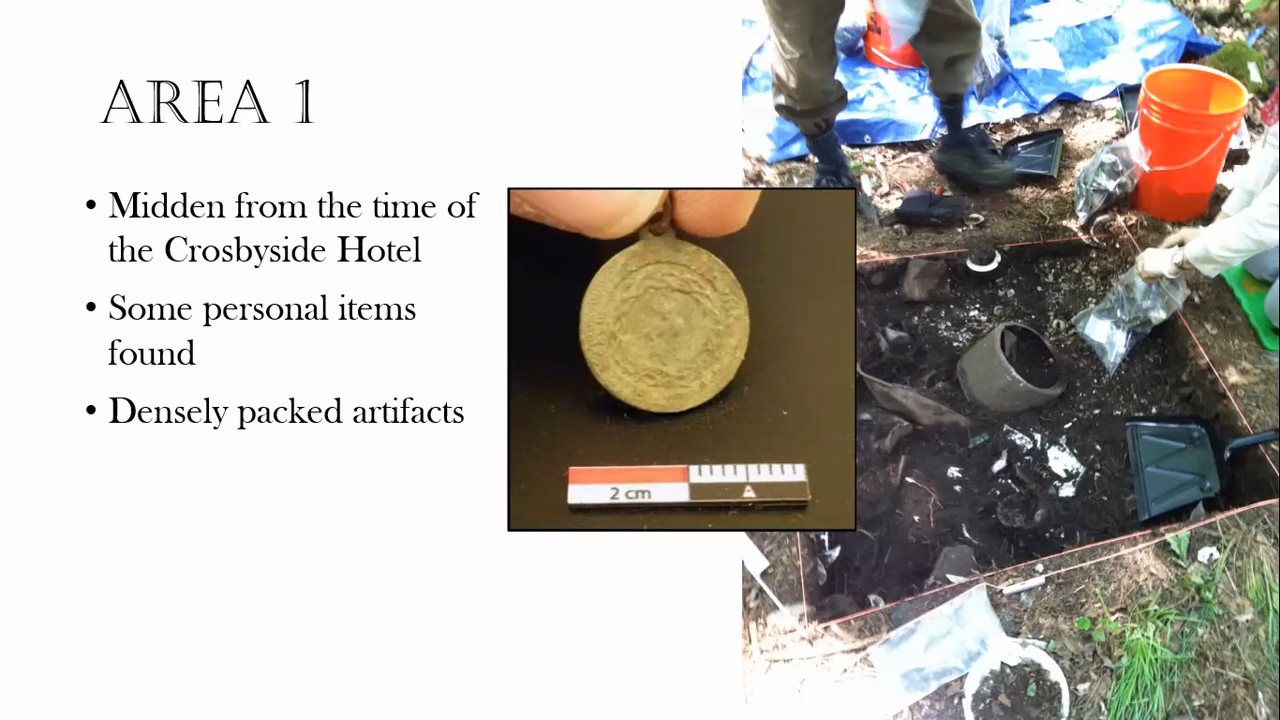 AREA 1
• Midden from the time of
the Crosbyside Hotel
• Some personal items
found
• Densely packed artifacts
2 cm